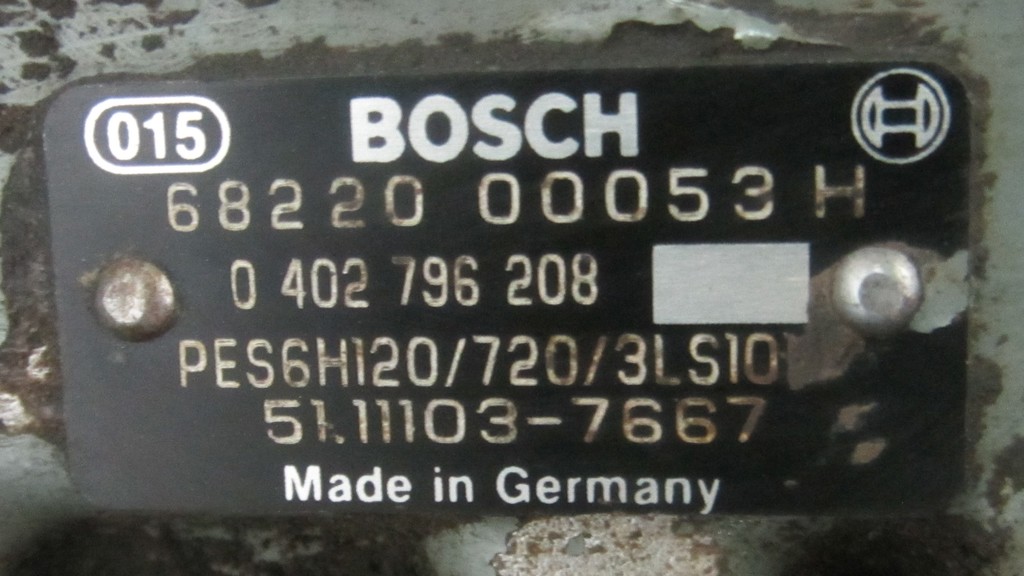 015 BOSCH
68220 00053 H
0 402 796 208
PES6H120/720/3LS10
51.11103-7667
Made in Germany